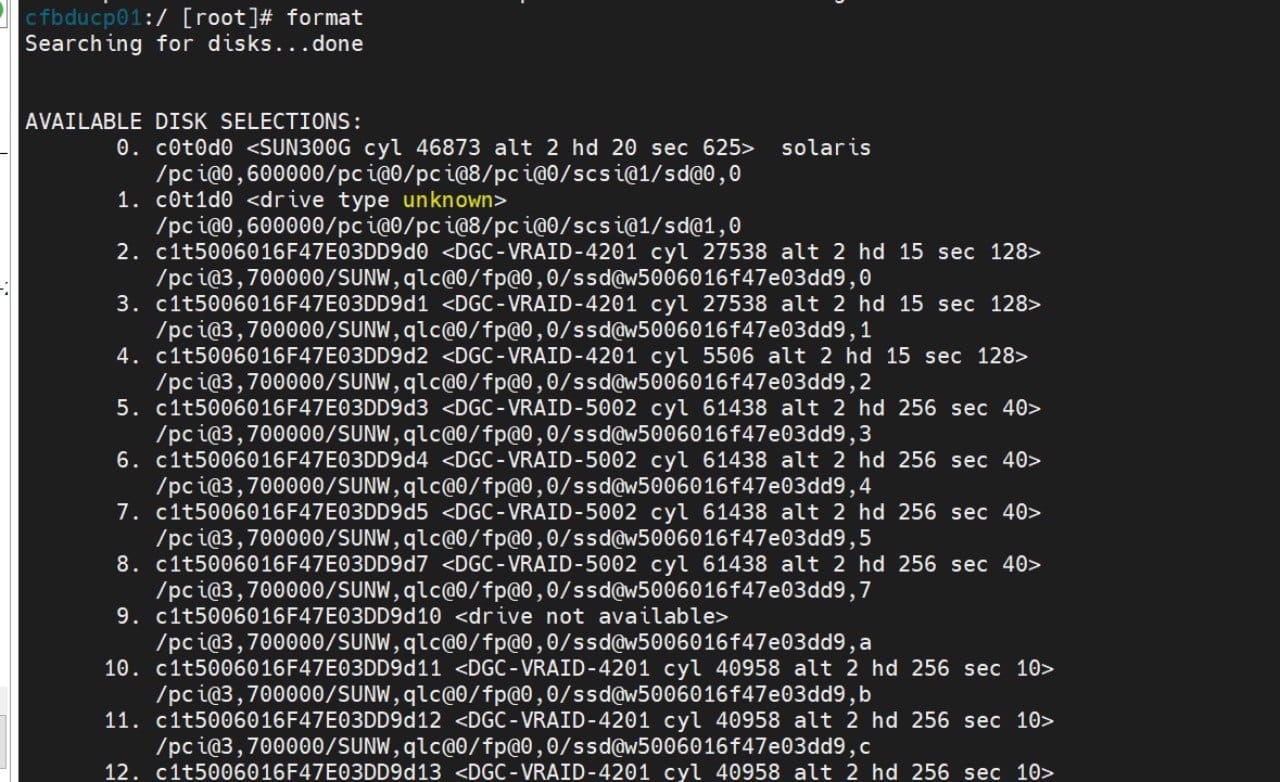 cfbducp01:/ [root]# format
Searching for disks...done
AVAILABLE DISK SELECTIONS:
0. c0t0d0 <SUN300G cyl 46873 alt 2 hd 20 sec 625>  solaris
/pci@0,600000/pci@0/pci@8/pci@0/scsi@1/sd@0,0
1. c0t1d0 <drive type unknown>
/pci@0,600000/pci@0/pci@8/pci@0/scsi@1/sd@1,0
2. c1t5006016F47E03DD9d0 <DGC-VRAID-4201 cyl 27538 alt 2 hd 15 sec 128>
/pci@3,700000/SUNW,qlc@0/fp@0,0/ssd@w5006016f47e03dd9,0
3. c1t5006016F47E03DD9d1 <DGC-VRAID-4201 cyl 27538 alt 2 hd 15 sec 128>
/pci@3,700000/SUNW,qlc@0/fp@0,0/ssd@w5006016f47e03dd9,1
4. c1t5006016F47E03DD9d2 <DGC-VRAID-4201 cyl 5506 alt 2 hd 15 sec 128>
/pci@3,700000/SUNW,qlc@0/fp@0,0/ssd@w5006016f47e03dd9,2
5. c1t5006016F47E03DD9d3 <DGC-VRAID-5002 cyl 61438 alt 2 hd 256 sec 40>
/pci@3,700000/SUNW,qlc@0/fp@0,0/ssd@w5006016f47e03dd9,3
6. c1t5006016F47E03DD9d4 <DGC-VRAID-5002 cyl 61438 alt 2 hd 256 sec 40>
/pci@3,700000/SUNW,qlc@0/fp@0,0/ssd@w5006016f47e03dd9,4
7. c1t5006016F47E03DD9d5 <DGC-VRAID-5002 cyl 61438 alt 2 hd 256 sec 40>
/pci@3,700000/SUNW,qlc@0/fp@0,0/ssd@w5006016f47e03dd9,5
8. c1t5006016F47E03DD9d7 <DGC-VRAID-5002 cyl 61438 alt 2 hd 256 sec 40>
/pci@3,700000/SUNW,qlc@0/fp@0,0/ssd@w5006016f47e03dd9,7
9. c1t5006016F47E03DD9d10 <drive not available>
/pci@3,700000/SUNW,qlc@0/fp@0,0/ssd@w5006016f47e03dd9,a
10. c1t5006016F47E03DD9d11 <DGC-VRAID-4201 cyl 40958 alt 2 hd 256 sec 10>
/pci@3,700000/SUNW,qlc@0/fp@0,0/ssd@w5006016f47e03dd9,b
11. c1t5006016F47E03DD9d12 <DGC-VRAID-4201 cyl 40958 alt 2 hd 256 sec 10>
/pci@3,700000/SUNW,qlc@0/fp@0,0/ssd@w5006016f47e03dd9,c
12. c1t5006016F47E03DD9d13 <DGC-VRAID-4201 cyl 40958 alt 2 hd 256 sec 10>